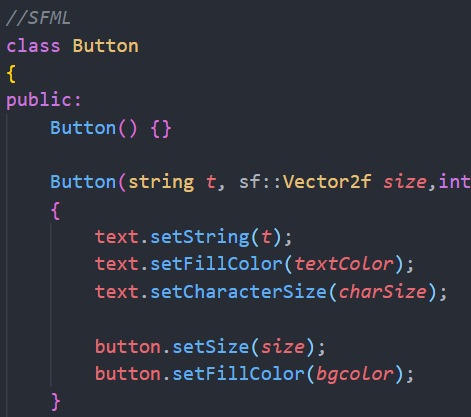 //SFML
class Button
{
public:
    Button() {}

    Button(string t, sf::Vector2f size,int
    {
        text.setString(t);
        text.setFillColor(textColor);
        text.setCharacterSize(charSize);

        button.setSize(size);
        button.setFillColor(bgcolor);
    }